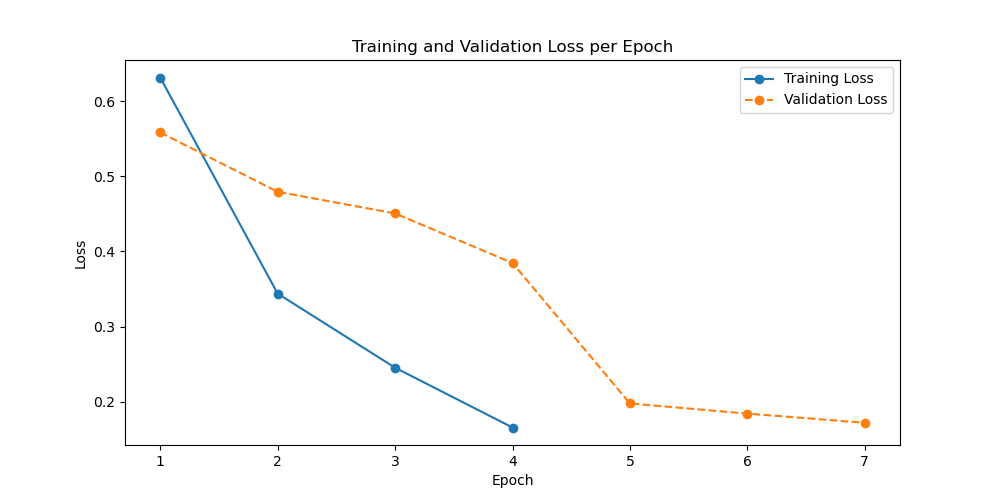 Training and Validation Loss per Epoch
Training Loss
Validation Loss
0.6
0.5
0.4
0.3
0.2
Loss
1 2 3 4 5 6 7
Epoch